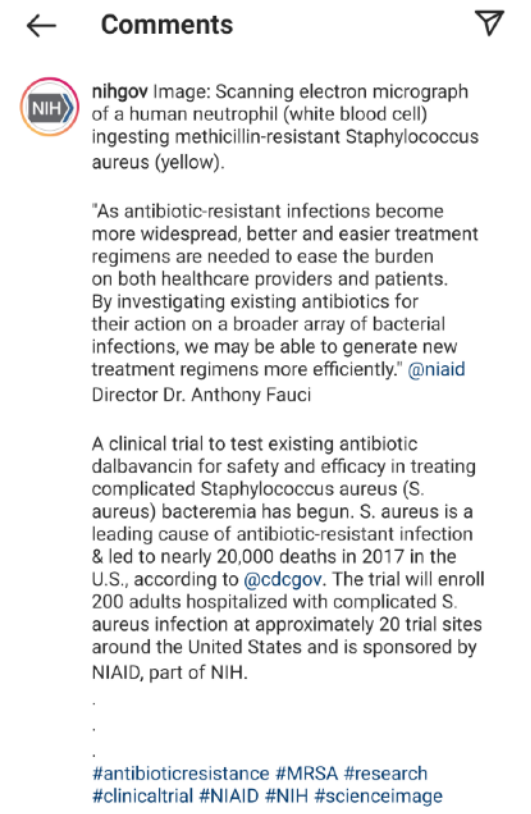 Comments
NIH
nihgov Image: Scanning electron micrograph
of a human neutrophil (white blood cell)
ingesting methicillin-resistant Staphylococcus
aureus (yellow).
"As antibiotic-resistant infections become
more widespread, better and easier treatment
regimens are needed to ease the burden
on both healthcare providers and patients.
By investigating existing antibiotics for
their action on a broader array of bacterial
infections, we may be able to generate new
treatment regimens more efficiently." @niaid
Director Dr. Anthony Fauci
A clinical trial to test existing antibiotic
dalbavancin for safety and efficacy in treating
complicated Staphylococcus aureus (S.
aureus) bacteremia has begun. S. aureus is a
leading cause of antibiotic-resistant infection
& led to nearly 20,000 deaths in 2017 in the
U.S., according to @cdcgov. The trial will enroll
200 adults hospitalized with complicated S.
aureus infection at approximately 20 trial sites
around the United States and is sponsored by
NIAID, part of NIH.
.
.
.
#antibioticresistance #MRSA #research
#clinicaltrial #NIAID #NIH #scienceimage